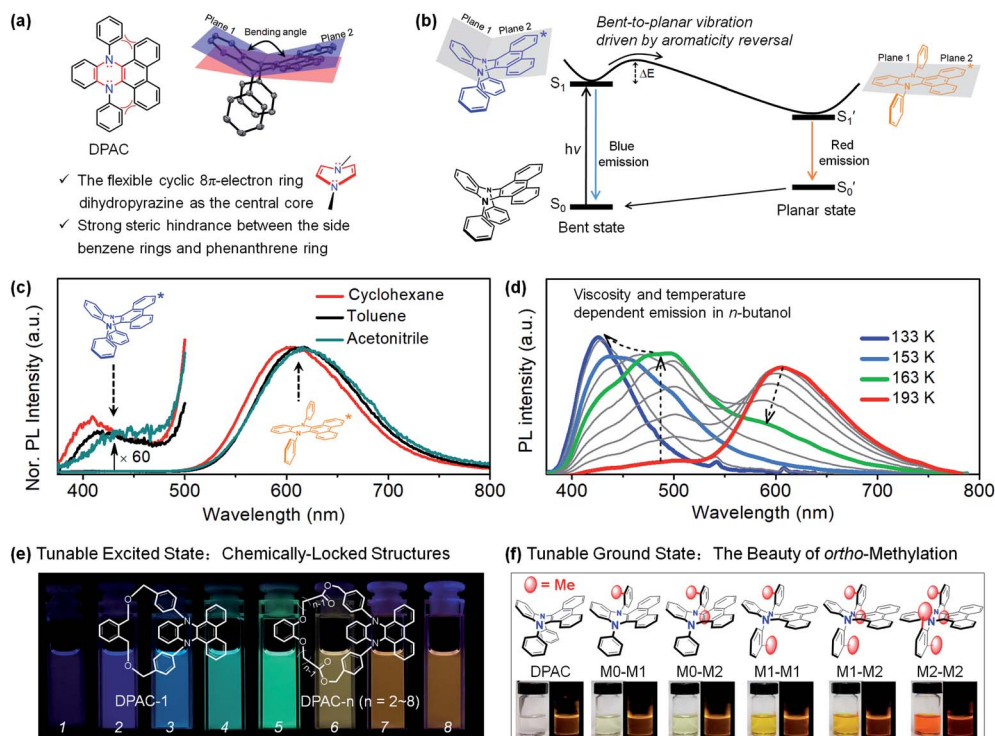 (a)
Plane 1
Bending angle
Plane 2
N
N
DPAC
✓ The flexible cyclic 8π-electron ring
dihydropyrazine as the central core
✓ Strong steric hindrance between the side
benzene rings and phenanthrene ring
N
N
(b)
Plane 1 Plane 2
*
N
N
Bent-to-planar vibration
driven by aromaticity reversal
ΔE
S1
hν
Blue
emission
S0
Bent state
N
N
Plane 1 Plane 2
*
N
N
S1′
Red
emission
S0′
Planar state
(c)
Nor. PL Intensity (a.u.)
*
N
N
× 60
Cyclohexane
Toluene
Acetonitrile
*
N
N
400 500 600 700 800
Wavelength (nm)
(d)
PL intensity (a.u.)
Viscosity and temperature
dependent emission in n-butanol
133 K
153 K
163 K
193 K
400 500 600 700 800
Wavelength (nm)
(e) Tunable Excited State: Chemically-Locked Structures
O
O
N
N
DPAC-1
O
n-1
O
O
O
n-1
O
O
N
N
DPAC-n (n = 2~8)
1 2 3 4 5 6 7 8
(f) Tunable Ground State: The Beauty of ortho-Methylation
= Me
N N N N N N
N N N N N N
DPAC M0-M1 M0-M2 M1-M1 M1-M2 M2-M2